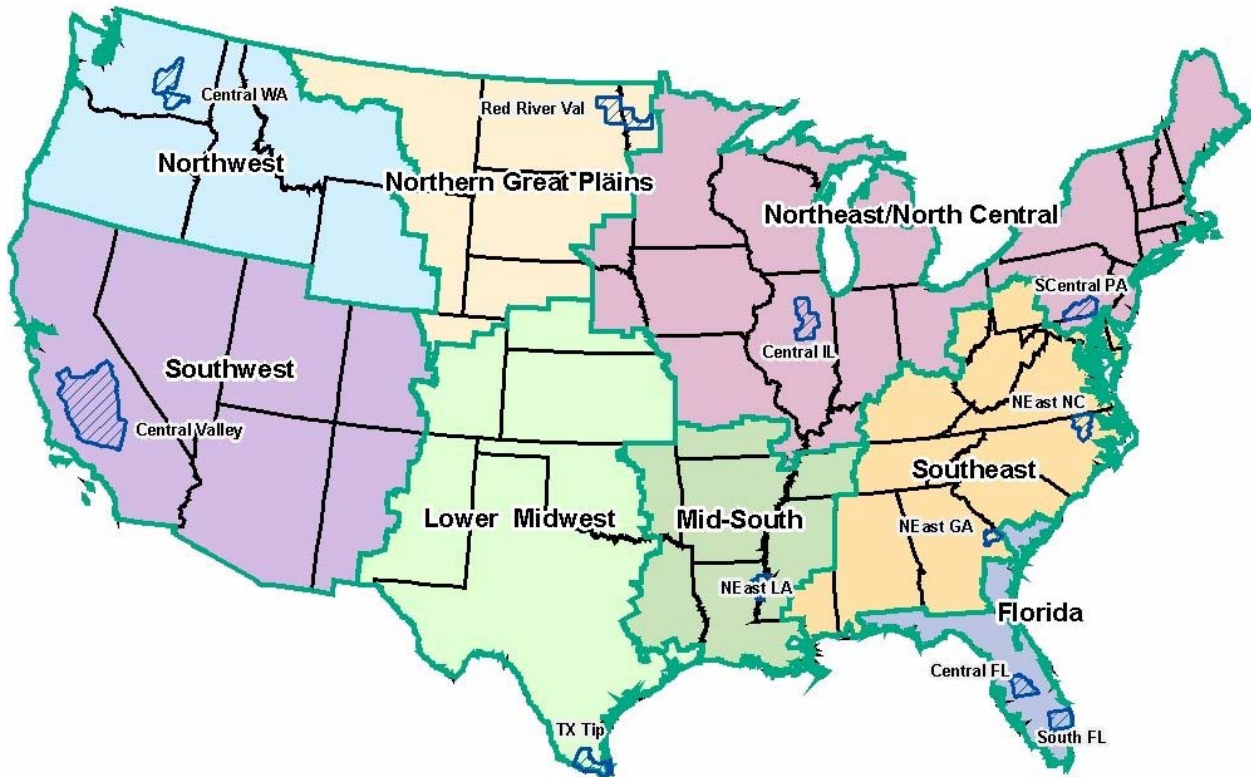 Central WA
Red River Val
Northwest
Northern Great Plains
Northeast/North Central
SCentral PA
Central IL
Southwest
NEast NC
Central Valley
Southeast
Lower Midwest
Mid-South
NEast GA
NEast LA
Florida
Central FL
TX Tip
South FL